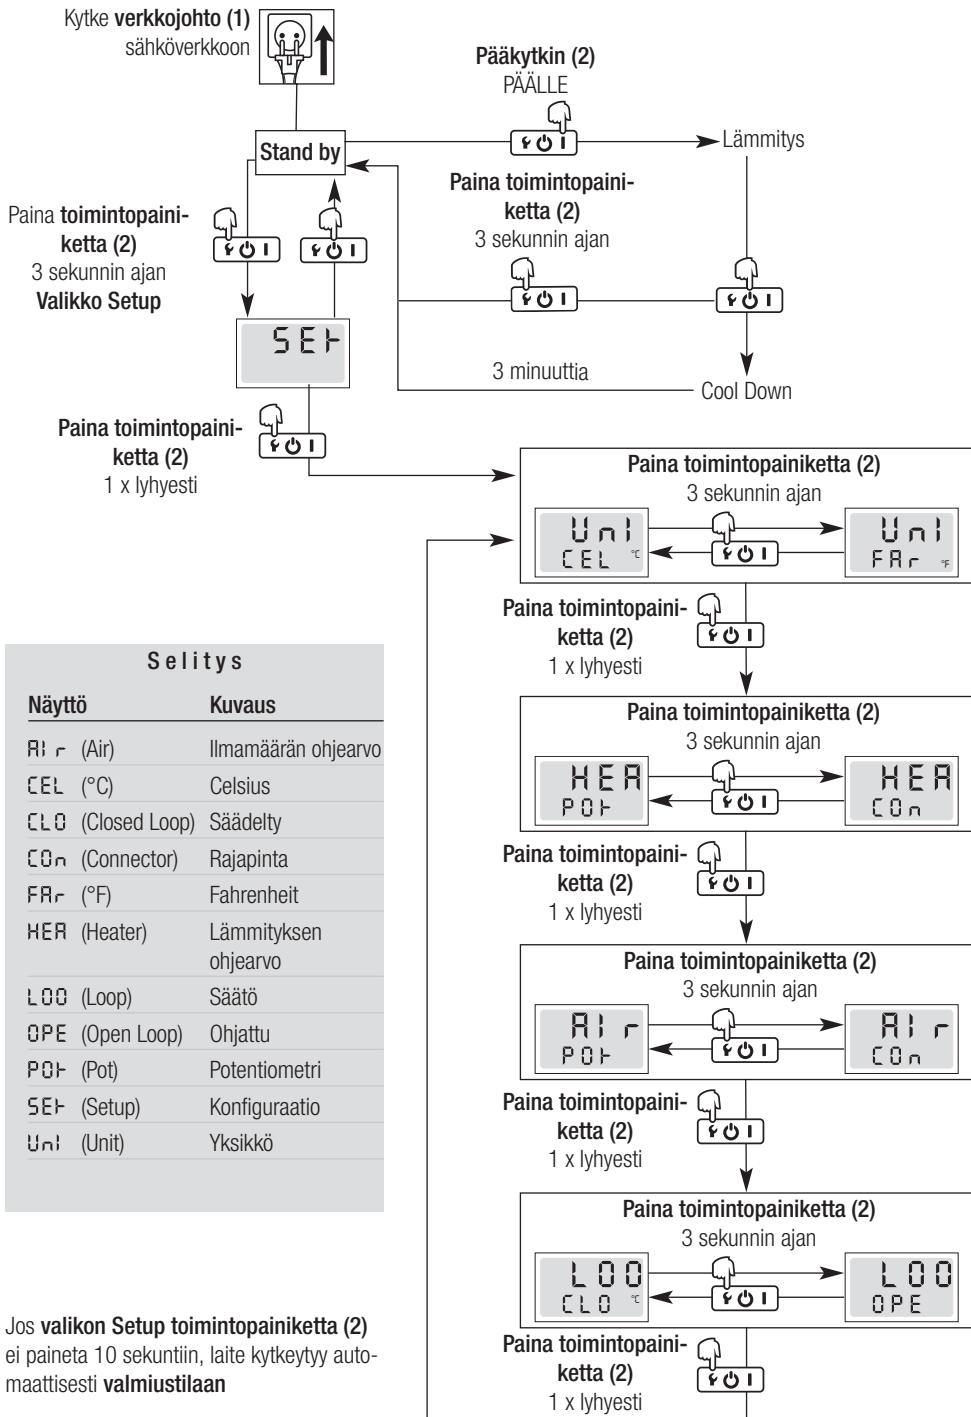 Kytke verkkojohto (1)
sähköverkkoon
Pääkytkin (2)
PÄÄLLE
Stand by
Lämmitys
Paina toimintopaini-
ketta (2)
3 sekunnin ajan
Paina toimintopaini-
ketta (2)
3 sekunnin ajan
Valikko Setup
SEt
3 minuuttia
Cool Down
Paina toimintopaini-
ketta (2)
1 x lyhyesti
Paina toimintopainiketta (2)
3 sekunnin ajan
UnI
CEL °C
UnI
FAr °F
Paina toimintopaini-
ketta (2)
1 x lyhyesti
Paina toimintopainiketta (2)
3 sekunnin ajan
HEA
POt
HEA
COn
Paina toimintopaini-
ketta (2)
1 x lyhyesti
Paina toimintopainiketta (2)
3 sekunnin ajan
AIr
POt
AIr
COn
Paina toimintopaini-
ketta (2)
1 x lyhyesti
Paina toimintopainiketta (2)
3 sekunnin ajan
LOO
CLO °C
LOO
OPE
Paina toimintopaini-
ketta (2)
1 x lyhyesti
Selitys
Näyttö Kuvaus
AIr (Air) Ilmamäärän ohjearvo
CEL (°C) Celsius
CLO (Closed Loop) Säädelty
COn (Connector) Rajapinta
FAr (°F) Fahrenheit
HEA (Heater) Lämmityksen
ohjearvo
LOO (Loop) Säätö
OPE (Open Loop) Ohjattu
POt (Pot) Potentiometri
SEt (Setup) Konfiguraatio
UnI (Unit) Yksikkö
Jos valikon Setup toimintopainiketta (2)
ei paineta 10 sekuntiin, laite kytkeytyy auto-
maattisesti valmiustilaan